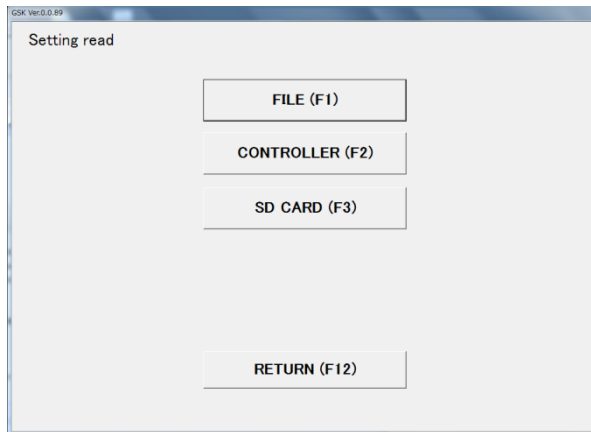 GSK Ver.0.0.89
Setting read
FILE (F1)
CONTROLLER (F2)
SD CARD (F3)
RETURN (F12)